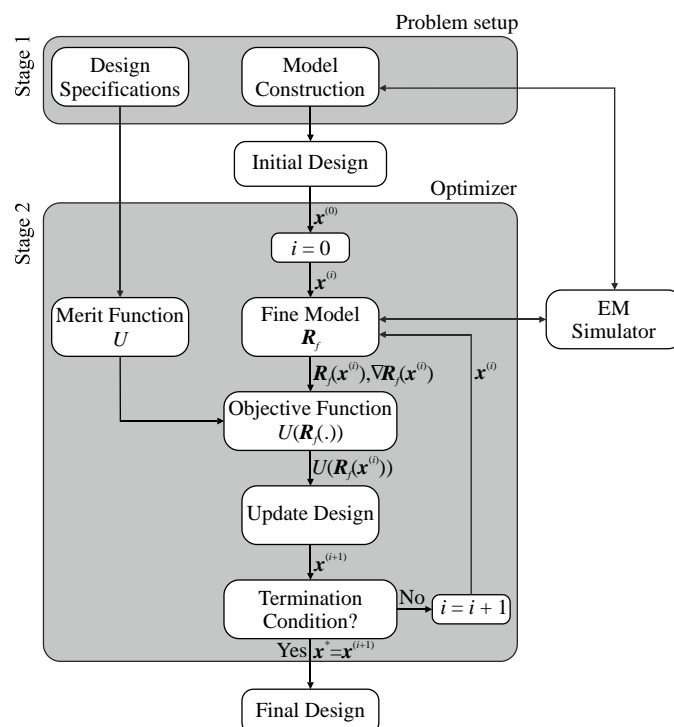 Problem setup
Stage 1
Design
Specifications
Model
Construction
Initial Design
Optimizer
Stage 2
x^(0)
i = 0
x^(i)
Merit Function
U
Fine Model
R_f
EM
Simulator
R_f(x^(i)),∇R_f(x^(i))
x^(i)
Objective Function
U(R_f(.))
U(R_f(x^(i)))
Update Design
x^(i+1)
Termination
Condition?
No
i = i + 1
Yes x^*=x^(i+1)
Final Design